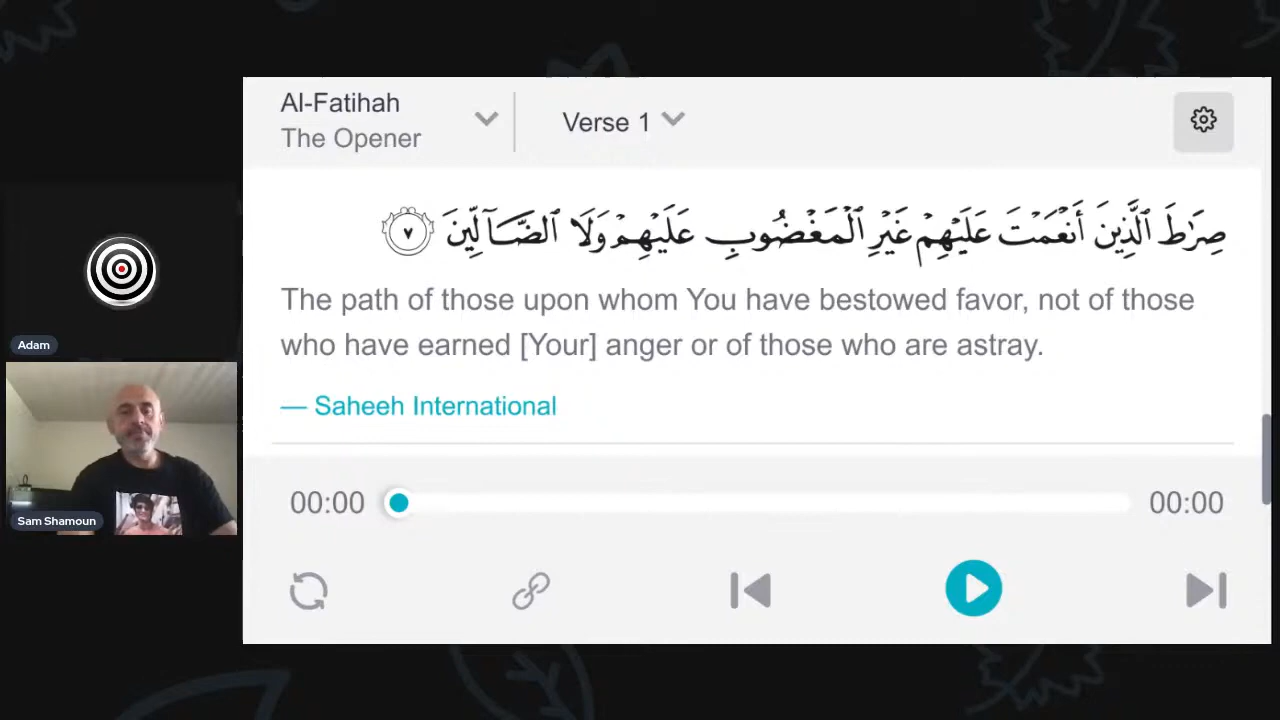 Al-Fatihah
The Opener
Verse 1
صِرَٰطَ ٱلَّذِينَ أَنْعَمْتَ عَلَيْهِمْ غَيْرِ ٱلْمَغْضُوبِ عَلَيْهِمْ وَلَا ٱلضَّآلِّينَ ٧
The path of those upon whom You have bestowed favor, not of those
who have earned [Your] anger or of those who are astray.
— Saheeh International
00:00
00:00
Adam
Sam Shamoun